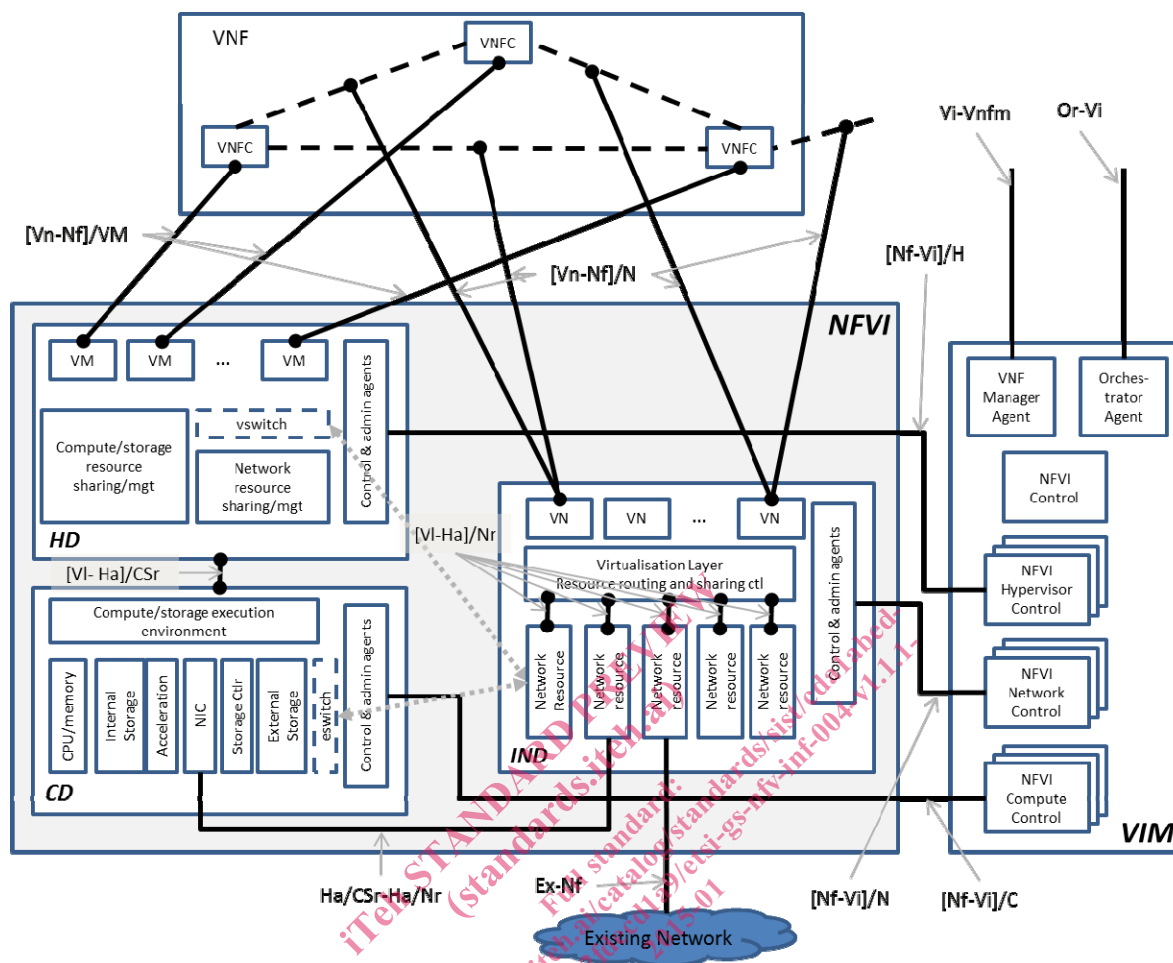 VNF
VNFC
VNFC
VNFC
Vi-Vnfm
Or-Vi
[Vn-Nf]/VM
[Vn-Nf]/N
[Nf-Vi]/H
NFVI
VM
VM
...
VM
Control & admin agents
vswitch
Compute/storage
resource
sharing/mgt
Network
resource
sharing/mgt
HD
[Vl- Ha]/CSr
Compute/storage execution
environment
CPU/memory
Internal
Storage
Acceleration
NIC
Storage Ctlr
External
Storage
eswitch
Control & admin agents
CD
[Vl-Ha]/Nr
VN
VN
...
VN
Control & admin agents
Virtualisation Layer
Resource routing and sharing ctl
Network
Resource
Network
resource
Network
resource
Network
resource
Network
resource
IND
VNF
Manager
Agent
Orches-
trator
Agent
NFVI
Control
NFVI
Hypervisor
Control
NFVI
Network
Control
NFVI
Compute
Control
VIM
Ha/CSr-Ha/Nr
Ex-Nf
[Nf-Vi]/N
[Nf-Vi]/C
Existing Network
iTeh STANDARD PREVIEW
(standards.iteh.ai)
Full standard:
2015-01